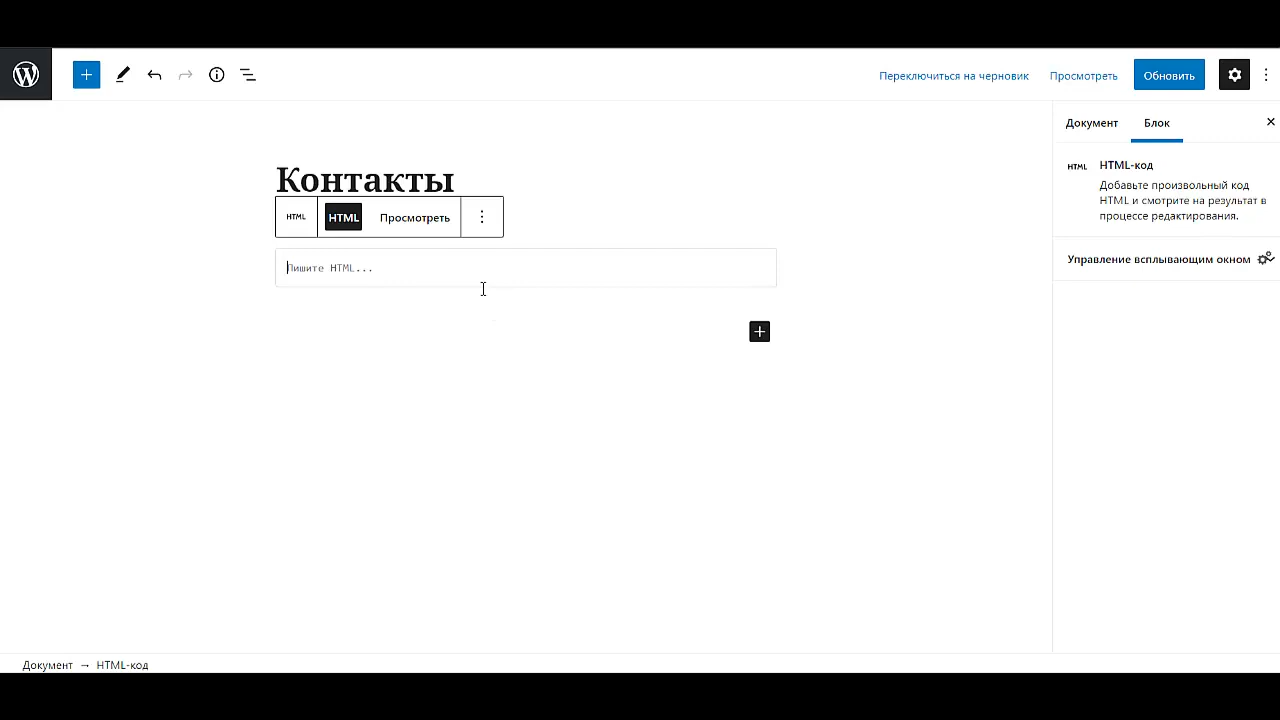 Переключиться на черновик Просмотреть Обновить
Документ Блок
Контакты
HTML HTML-код
Добавьте произвольный код
HTML и смотрите на результат в
процессе редактирования.
HTML HTML Просмотреть
Управление всплывающим окном
Пишите HTML...
Документ → HTML-код